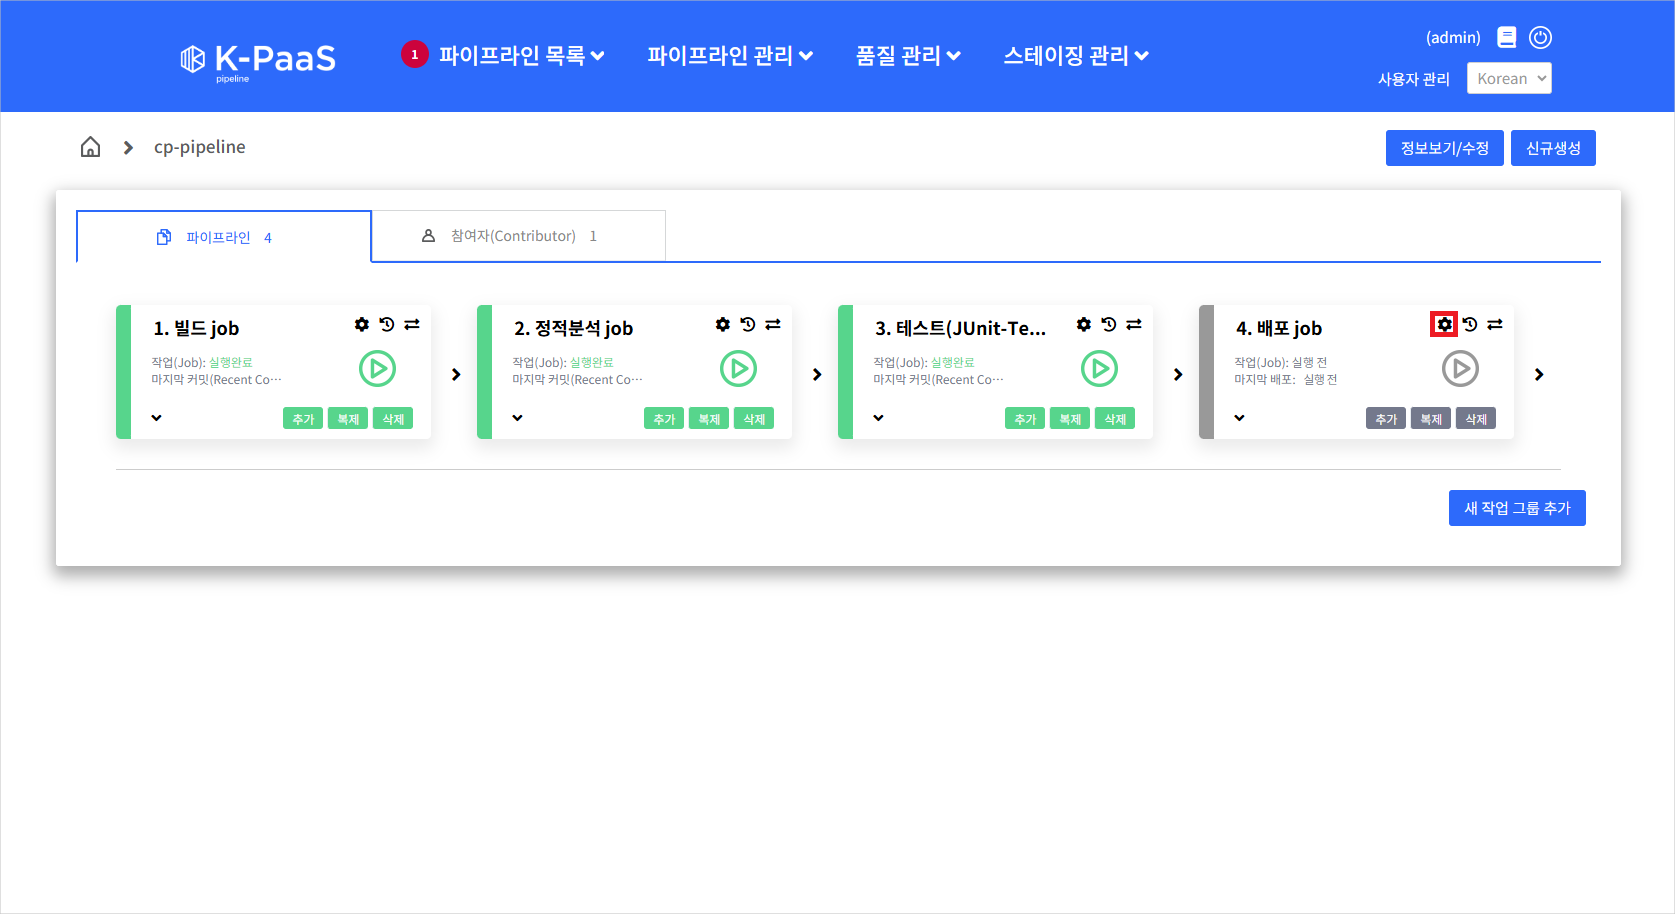 K-PaaS
pipeline
1 파이프라인 목록 파이프라인 관리 품질 관리 스테이징 관리
(admin)
사용자 관리 Korean
cp-pipeline
정보보기/수정 신규생성
파이프라인 4 참여자(Contributor) 1
1. 빌드 job
작업(Job): 실행완료
마지막 커밋(Recent Co…
추가 복제 삭제
2. 정적분석 job
작업(Job): 실행완료
마지막 커밋(Recent Co…
추가 복제 삭제
3. 테스트(JUnit-Te...
작업(Job): 실행완료
마지막 커밋(Recent Co…
추가 복제 삭제
4. 배포 job
작업(Job): 실행 전
마지막 배포: 실행 전
추가 복제 삭제
새 작업 그룹 추가